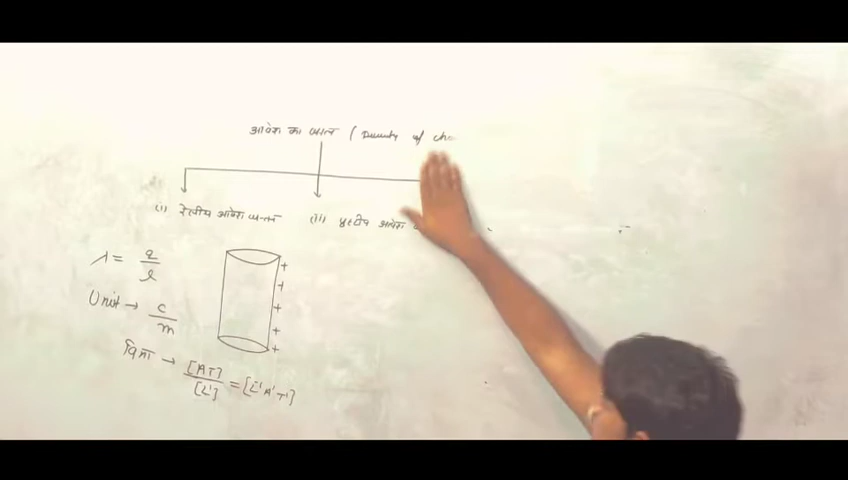 आवेश का घनत्व ( Density of cha
(i) रेखीय आवेश घनत्व
(ii) पृष्ठीय आवेश
λ = q/l
Unit → C/m
विमा → [AT]/[L¹] = [L⁻¹A¹T¹]
+
+
+
+
+